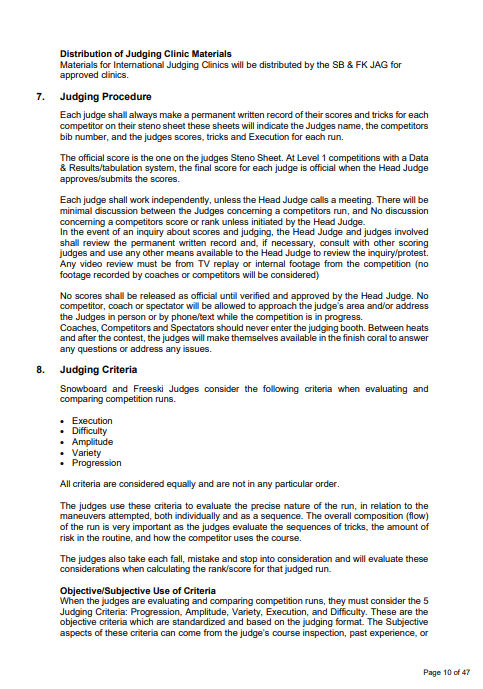 Distribution of Judging Clinic Materials
Materials for International Judging Clinics will be distributed by the SB & FK JAG for
approved clinics.
7. Judging Procedure
Each judge shall always make a permanent written record of their scores and tricks for each
competitor on their steno sheet these sheets will indicate the Judges name, the competitors
bib number, and the judges scores, tricks and Execution for each run.
The official score is the one on the judges Steno Sheet. At Level 1 competitions with a Data
& Results/tabulation system, the final score for each judge is official when the Head Judge
approves/submits the scores.
Each judge shall work independently, unless the Head Judge calls a meeting. There will be
minimal discussion between the Judges concerning a competitors run, and No discussion
concerning a competitors score or rank unless initiated by the Head Judge.
In the event of an inquiry about scores and judging, the Head Judge and judges involved
shall review the permanent written record and, if necessary, consult with other scoring
judges and use any other means available to the Head Judge to review the inquiry/protest.
Any video review must be from TV replay or internal footage from the competition (no
footage recorded by coaches or competitors will be considered)
No scores shall be released as official until verified and approved by the Head Judge. No
competitor, coach or spectator will be allowed to approach the judge's area and/or address
the Judges in person or by phone/text while the competition is in progress.
Coaches, Competitors and Spectators should never enter the judging booth. Between heats
and after the contest, the judges will make themselves available in the finish coral to answer
any questions or address any issues.
8. Judging Criteria
Snowboard and Freeski Judges consider the following criteria when evaluating and
comparing competition runs.
• Execution
• Difficulty
• Amplitude
• Variety
• Progression
All criteria are considered equally and are not in any particular order.
The judges use these criteria to evaluate the precise nature of the run, in relation to the
maneuvers attempted, both individually and as a sequence. The overall composition (flow)
of the run is very important as the judges evaluate the sequences of tricks, the amount of
risk in the routine, and how the competitor uses the course.
The judges also take each fall, mistake and stop into consideration and will evaluate these
considerations when calculating the rank/score for that judged run.
Objective/Subjective Use of Criteria
When the judges are evaluating and comparing competition runs, they must consider the 5
Judging Criteria: Progression, Amplitude, Variety, Execution, and Difficulty. These are the
objective criteria which are standardized and based on the judging format. The Subjective
aspects of these criteria can come from the judge's course inspection, past experience, or
Page 10 of 47